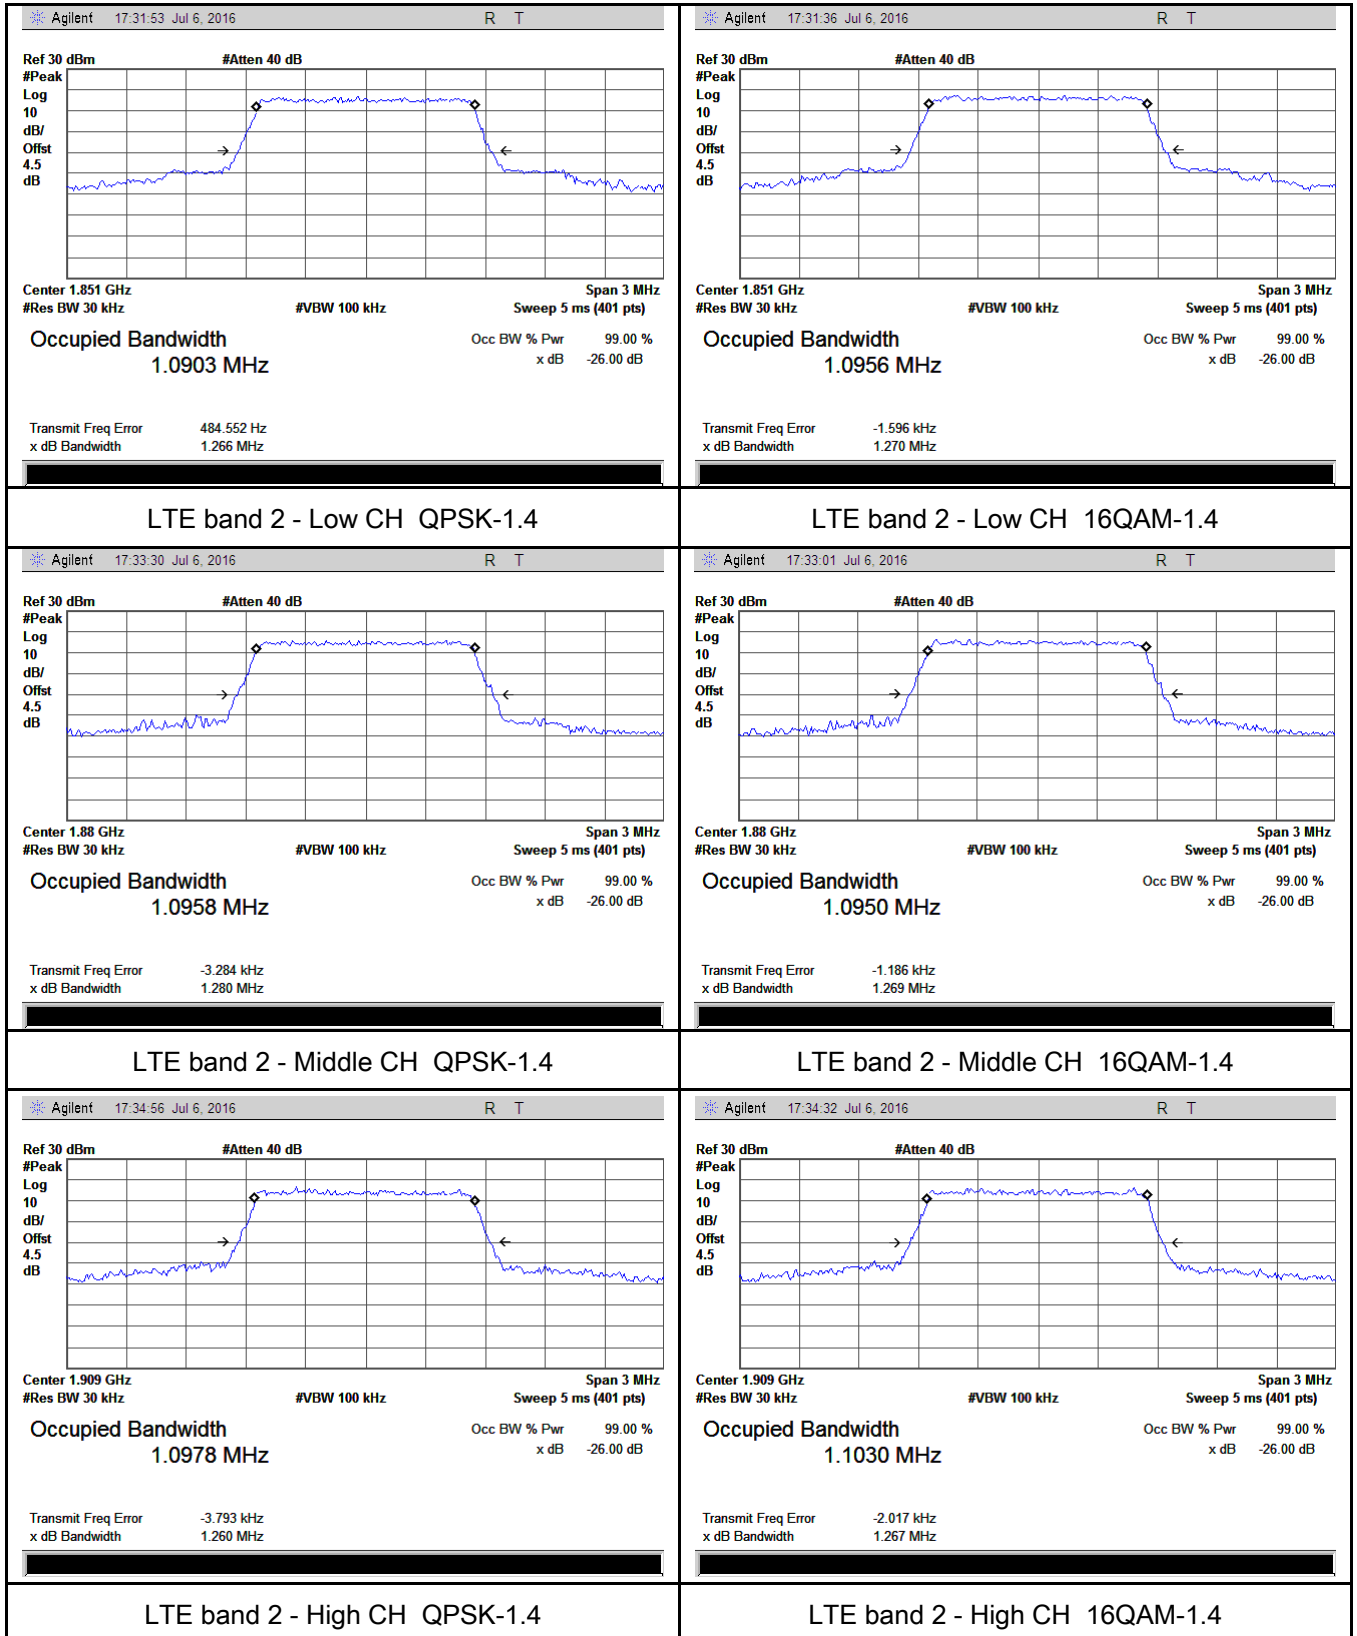 Agilent 17:31:53 Jul 6, 2016 R T
Ref 30 dBm #Atten 40 dB
#Peak
Log
10
dB/
Offst
4.5
dB
Center 1.851 GHz Span 3 MHz
#Res BW 30 kHz #VBW 100 kHz Sweep 5 ms (401 pts)
Occupied Bandwidth Occ BW % Pwr 99.00 %
1.0903 MHz x dB -26.00 dB
Transmit Freq Error 484.552 Hz
x dB Bandwidth 1.266 MHz
LTE band 2 - Low CH QPSK-1.4
Agilent 17:31:36 Jul 6, 2016 R T
Ref 30 dBm #Atten 40 dB
#Peak
Log
10
dB/
Offst
4.5
dB
Center 1.851 GHz Span 3 MHz
#Res BW 30 kHz #VBW 100 kHz Sweep 5 ms (401 pts)
Occupied Bandwidth Occ BW % Pwr 99.00 %
1.0956 MHz x dB -26.00 dB
Transmit Freq Error -1.596 kHz
x dB Bandwidth 1.270 MHz
LTE band 2 - Low CH 16QAM-1.4
Agilent 17:33:30 Jul 6, 2016 R T
Ref 30 dBm #Atten 40 dB
#Peak
Log
10
dB/
Offst
4.5
dB
Center 1.88 GHz Span 3 MHz
#Res BW 30 kHz #VBW 100 kHz Sweep 5 ms (401 pts)
Occupied Bandwidth Occ BW % Pwr 99.00 %
1.0958 MHz x dB -26.00 dB
Transmit Freq Error -3.284 kHz
x dB Bandwidth 1.280 MHz
LTE band 2 - Middle CH QPSK-1.4
Agilent 17:33:01 Jul 6, 2016 R T
Ref 30 dBm #Atten 40 dB
#Peak
Log
10
dB/
Offst
4.5
dB
Center 1.88 GHz Span 3 MHz
#Res BW 30 kHz #VBW 100 kHz Sweep 5 ms (401 pts)
Occupied Bandwidth Occ BW % Pwr 99.00 %
1.0950 MHz x dB -26.00 dB
Transmit Freq Error -1.186 kHz
x dB Bandwidth 1.269 MHz
LTE band 2 - Middle CH 16QAM-1.4
Agilent 17:34:56 Jul 6, 2016 R T
Ref 30 dBm #Atten 40 dB
#Peak
Log
10
dB/
Offst
4.5
dB
Center 1.909 GHz Span 3 MHz
#Res BW 30 kHz #VBW 100 kHz Sweep 5 ms (401 pts)
Occupied Bandwidth Occ BW % Pwr 99.00 %
1.0978 MHz x dB -26.00 dB
Transmit Freq Error -3.793 kHz
x dB Bandwidth 1.260 MHz
LTE band 2 - High CH QPSK-1.4
Agilent 17:34:32 Jul 6, 2016 R T
Ref 30 dBm #Atten 40 dB
#Peak
Log
10
dB/
Offst
4.5
dB
Center 1.909 GHz Span 3 MHz
#Res BW 30 kHz #VBW 100 kHz Sweep 5 ms (401 pts)
Occupied Bandwidth Occ BW % Pwr 99.00 %
1.1030 MHz x dB -26.00 dB
Transmit Freq Error -2.017 kHz
x dB Bandwidth 1.267 MHz
LTE band 2 - High CH 16QAM-1.4